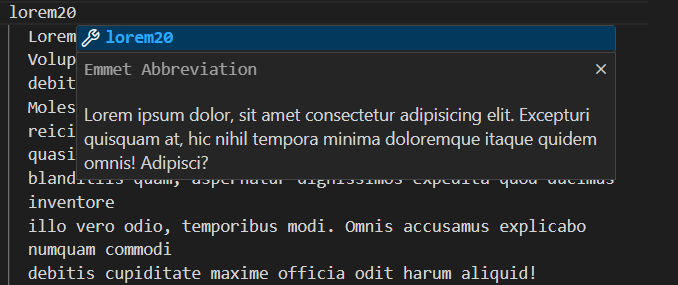 lorem20
Lorem
lorem20
Volup
Emmet Abbreviation
debit
Moles
Lorem ipsum dolor, sit amet consectetur adipisicing elit. Excepturi
reici
quisquam at, hic nihil tempora minima doloremque itaque quidem
quasi
omnis! Adipisci?
blanditiis quam, aspernatur dignissimos expedita quod ducimus
inventore
illo vero odio, temporibus modi. Omnis accusamus explicabo
numquam commodi
debitis cupiditate maxime officia odit harum aliquid!